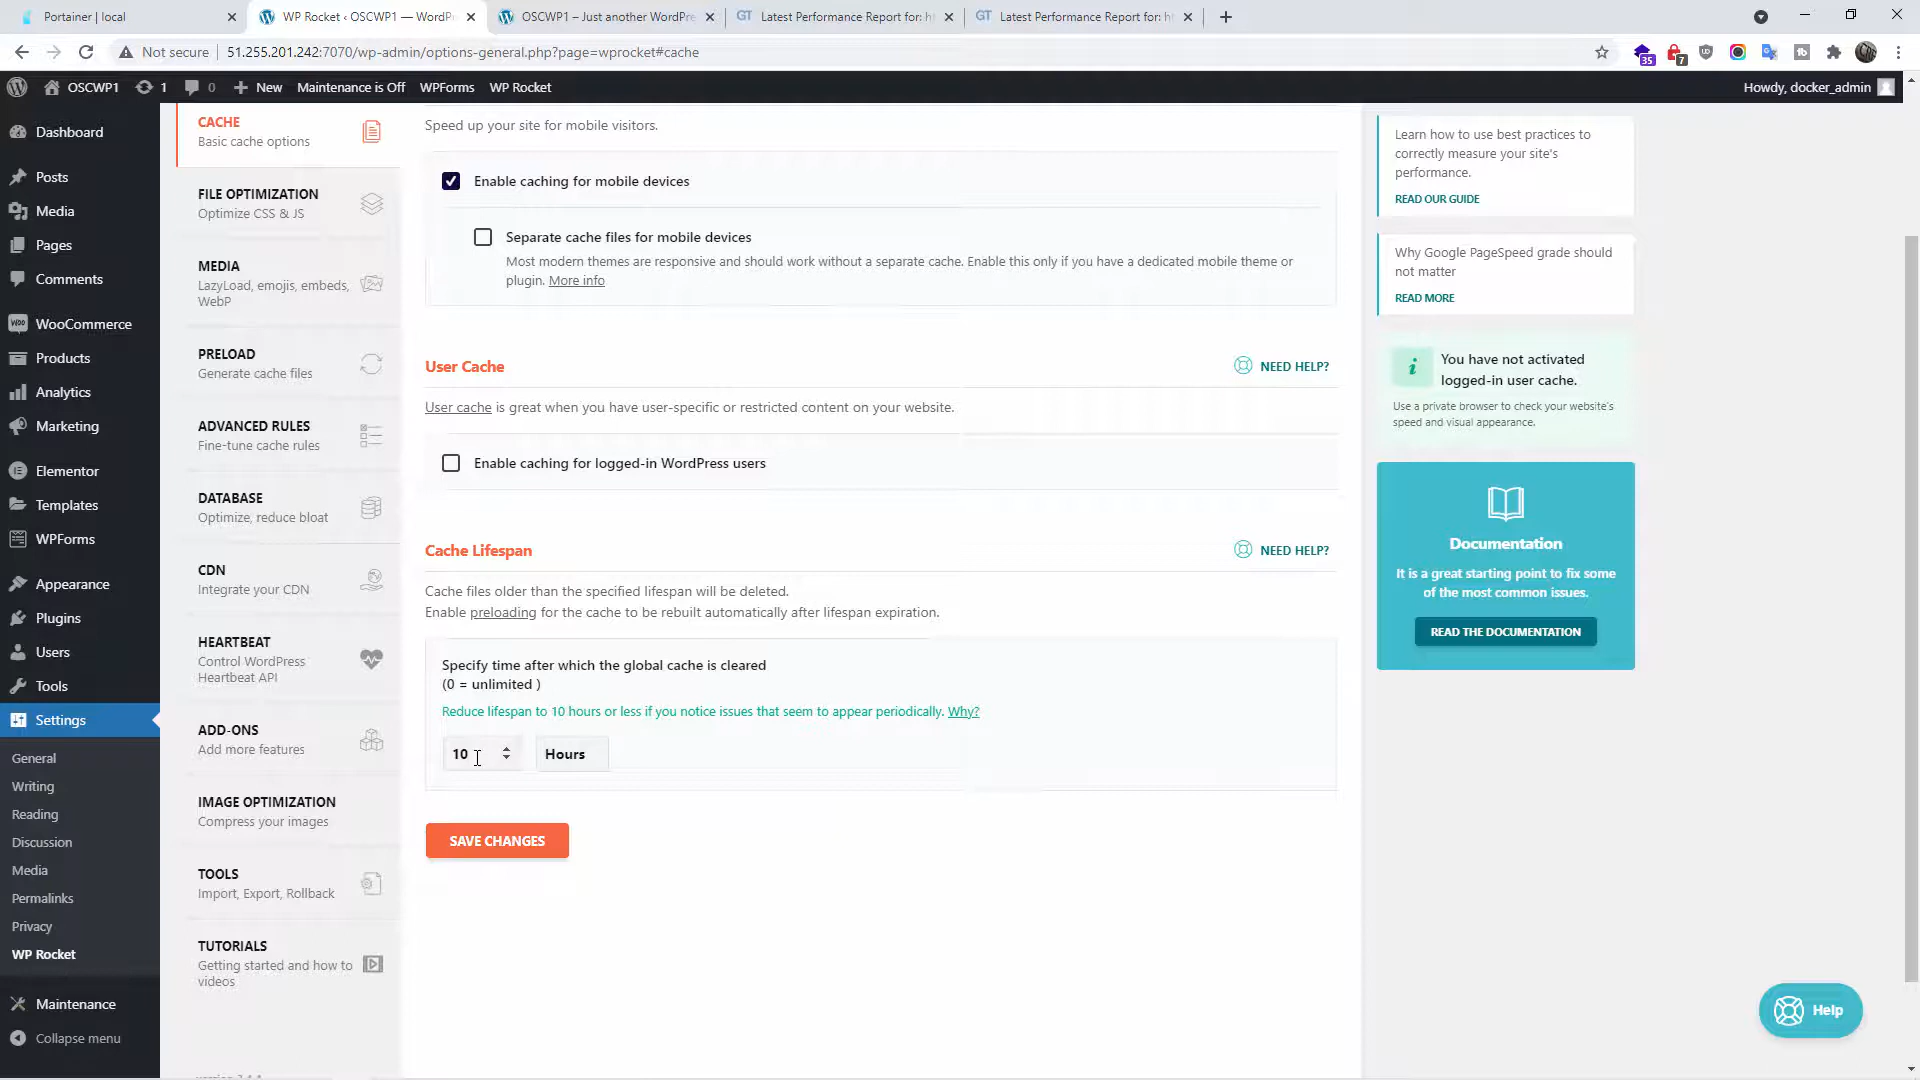 Portainer | local
WP Rocket ‹ OSCWP1 — WordPr
OSCWP1 – Just another WordPre
GT Latest Performance Report for: h
GT Latest Performance Report for: h
Not secure
51.255.201.242:7070/wp-admin/options-general.php?page=wprocket#cache
35
7
OSCWP1
1
0
New
Maintenance is Off
WPForms
WP Rocket
Howdy, docker_admin
Dashboard
Posts
Media
Pages
Comments
WooCommerce
Products
Analytics
Marketing
Elementor
Templates
WPForms
Appearance
Plugins
Users
Tools
Settings
General
Writing
Reading
Discussion
Media
Permalinks
Privacy
WP Rocket
Maintenance
Collapse menu
CACHE
Basic cache options
FILE OPTIMIZATION
Optimize CSS & JS
MEDIA
LazyLoad, emojis, embeds,
WebP
PRELOAD
Generate cache files
ADVANCED RULES
Fine-tune cache rules
DATABASE
Optimize, reduce bloat
CDN
Integrate your CDN
HEARTBEAT
Control WordPress
Heartbeat API
ADD-ONS
Add more features
IMAGE OPTIMIZATION
Compress your images
TOOLS
Import, Export, Rollback
TUTORIALS
Getting started and how to
videos
Speed up your site for mobile visitors.
Enable caching for mobile devices
Separate cache files for mobile devices
Most modern themes are responsive and should work without a separate cache. Enable this only if you have a dedicated mobile theme or
plugin. More info
User Cache
NEED HELP?
User cache is great when you have user-specific or restricted content on your website.
Enable caching for logged-in WordPress users
Cache Lifespan
NEED HELP?
Cache files older than the specified lifespan will be deleted.
Enable preloading for the cache to be rebuilt automatically after lifespan expiration.
Specify time after which the global cache is cleared
(0 = unlimited )
Reduce lifespan to 10 hours or less if you notice issues that seem to appear periodically. Why?
10
Hours
SAVE CHANGES
Learn how to use best practices to
correctly measure your site's
performance.
READ OUR GUIDE
Why Google PageSpeed grade should
not matter
READ MORE
i
You have not activated
logged-in user cache.
Use a private browser to check your website's
speed and visual appearance.
Documentation
It is a great starting point to fix some
of the most common issues.
READ THE DOCUMENTATION
Help